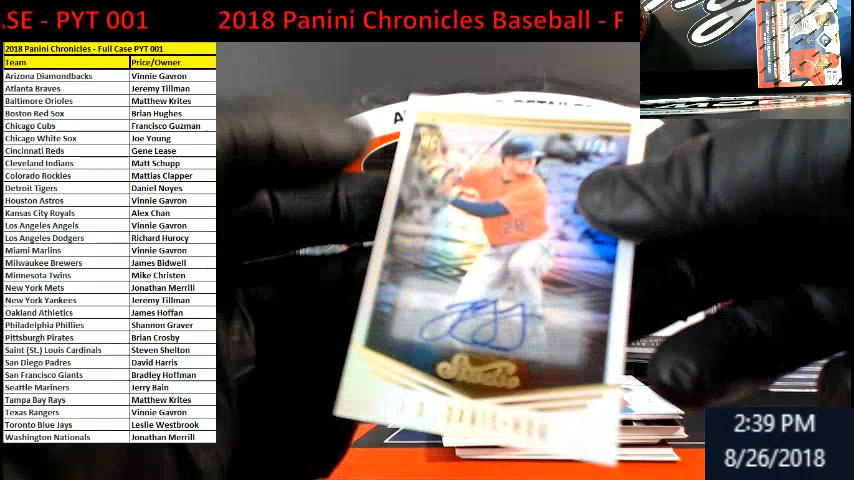 SE - PYT 001
2018 Panini Chronicles Baseball - F
2018 Panini Chronicles - Full Case PYT 001
Team Price/Owner
Arizona Diamondbacks Vinnie Gavron
Atlanta Braves Jeremy Tillman
Baltimore Orioles Matthew Krites
Boston Red Sox Brian Hughes
Chicago Cubs Francisco Guzman
Chicago White Sox Joe Young
Cincinnati Reds Gene Lease
Cleveland Indians Matt Schupp
Colorado Rockies Mattias Clapper
Detroit Tigers Daniel Noyes
Houston Astros Vinnie Gavron
Kansas City Royals Alex Chan
Los Angeles Angels Vinnie Gavron
Los Angeles Dodgers Richard Hurocy
Miami Marlins Vinnie Gavron
Milwaukee Brewers James Bidwell
Minnesota Twins Mike Christen
New York Mets Jonathan Merrill
New York Yankees Jeremy Tillman
Oakland Athletics James Hoffan
Philadelphia Phillies Shannon Graver
Pittsburgh Pirates Brian Crosby
Saint (St.) Louis Cardinals Steven Shelton
San Diego Padres David Harris
San Francisco Giants Bradley Hoffman
Seattle Mariners Jerry Bain
Tampa Bay Rays Matthew Krites
Texas Rangers Vinnie Gavron
Toronto Blue Jays Leslie Westbrook
Washington Nationals Jonathan Merrill
28
Studio
J.D. DAVIS • HOU
2:39 PM
8/26/2018